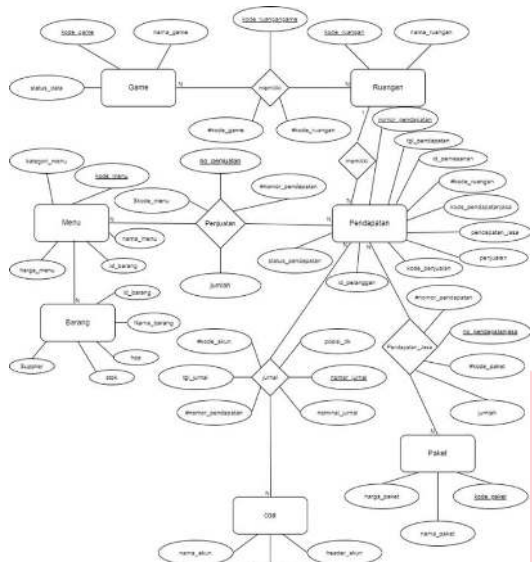 kode_ruangangame
kode_game
nama_game
kode_ruangan
nama_ruangan
status_data
Game
N
memiliki
N
Ruangan
#kode_game
#kode_ruangan
nomor_pendapatan
1
tgl_pendapatan
kategori_menu
no_penjualan
memiliki
id_pemesanan
kode_menu
#nomor_pendapatan
#kode_ruangan
$kode_menu
N
Menu
N
Penjualan
N
Pendapatan
kode_pendapatanjasa
nama_menu
pendapatan_jasa
harga_menu
id_barang
status_pendapatan
N
N
penjualan
jumlah
id_pelanggan
kode_penjualan
id_barang
N
Barang
Nama_barang
#nomor_pendapatan
#kode_akun
posisi_dk
no_pendapatanjasa
Supplier
hpp
Pendapatan_Jasa
stok
tgl_jurnal
jurnal
nomor_jurnal
#kode_paket
#nomor_pendapatan
nominal_jurnal
jumlah
N
Paket
harga_paket
kode_paket
N
coa
nama_paket
nama_akun
header_akun